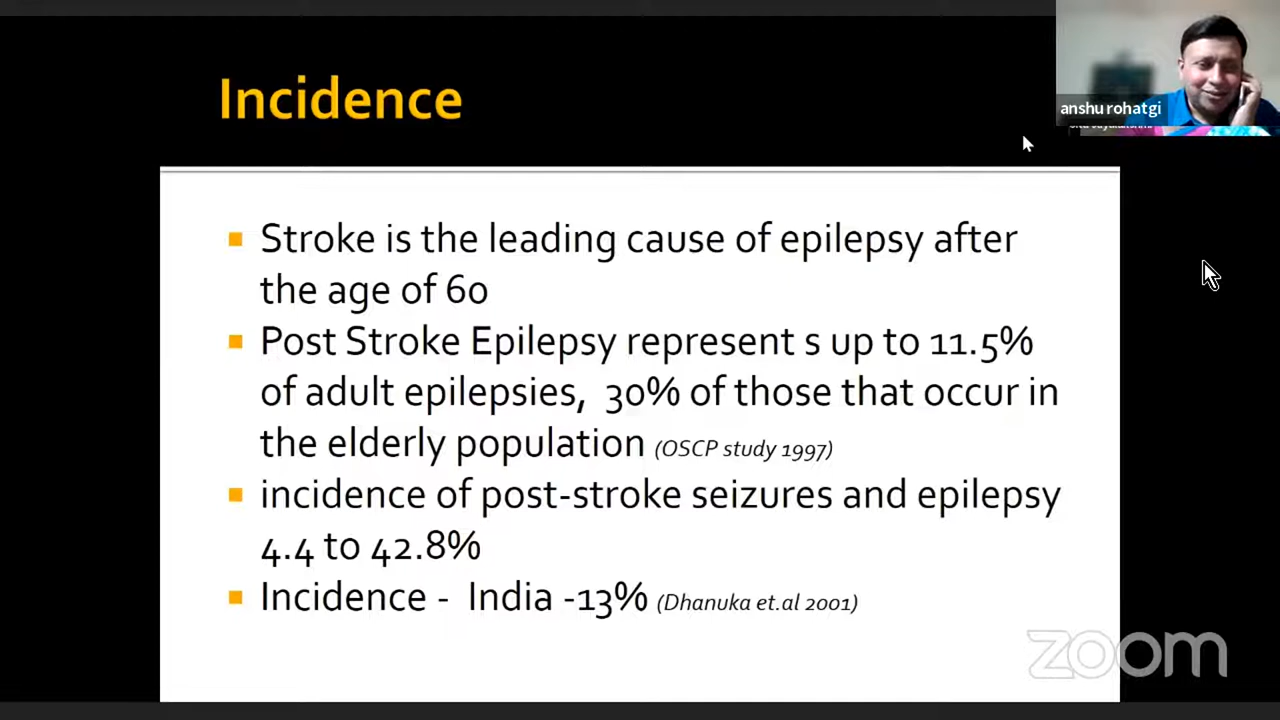 Incidence
anshu rohatgi
Stroke is the leading cause of epilepsy after
the age of 60
Post Stroke Epilepsy represent s up to 11.5%
of adult epilepsies, 30% of those that occur in
the elderly population (OSCP study 1997)
incidence of post-stroke seizures and epilepsy
4.4 to 42.8%
Incidence - India -13% (Dhanuka et.al 2001)
zoom